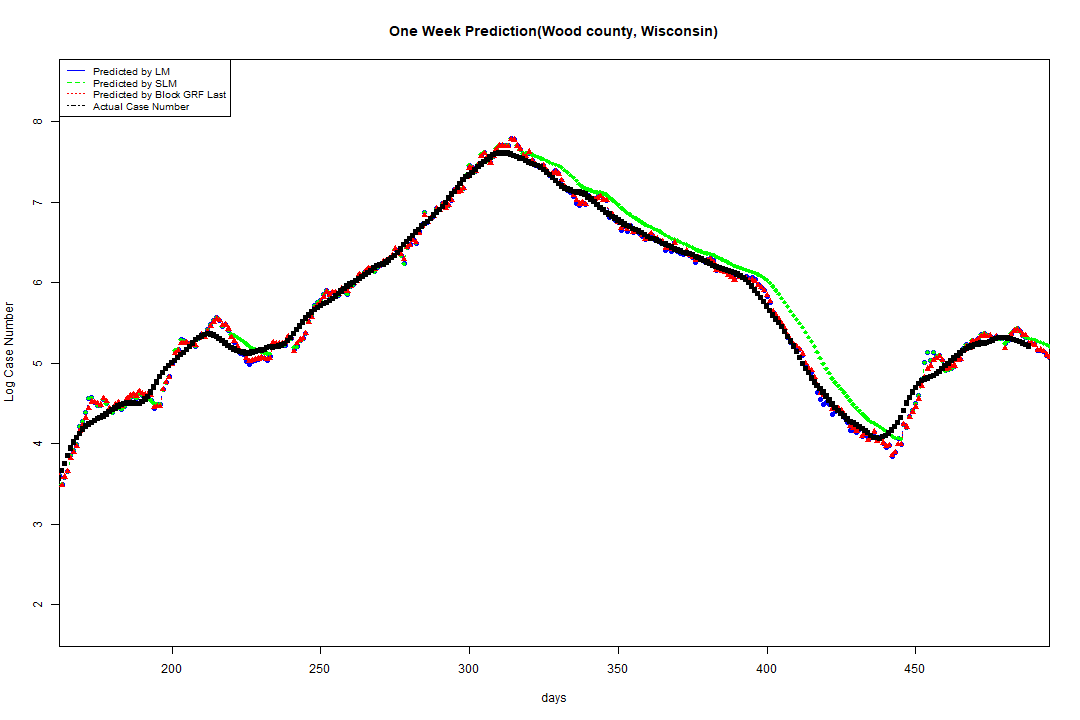 One Week Prediction(Wood county, Wisconsin)
Predicted by LM
Predicted by SLM
Predicted by Block GRF Last
Actual Case Number
8
7
6
5
4
3
2
Log Case Number
200 250 300 350 400 450
days